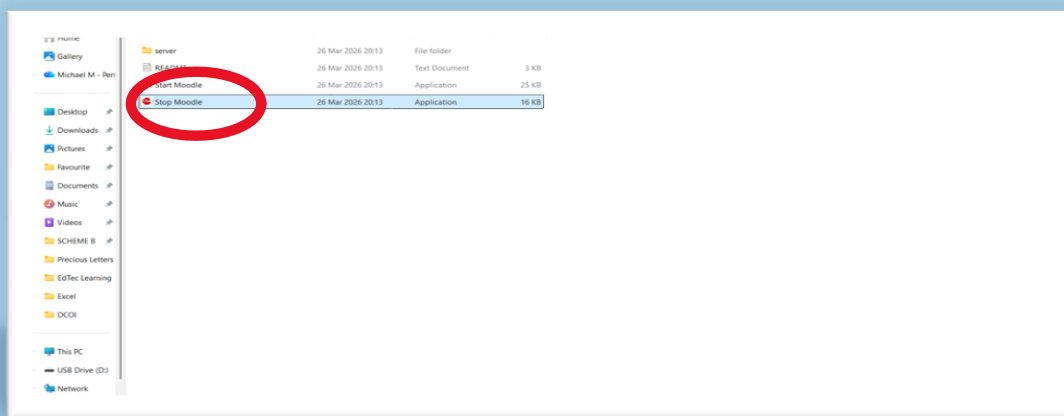 Home
Gallery
Michael M - Pers
Desktop
Downloads
Pictures
Favourite
Documents
Music
Videos
SCHEME B
Precious Letters
EdTec Learning
Excel
DCOI
This PC
USB Drive (D:)
Network
server 26 Mar 2026 20:13 File folder
README 26 Mar 2026 20:13 Text Document 3 KB
Start Moodle 26 Mar 2026 20:13 Application 25 KB
Stop Moodle 26 Mar 2026 20:13 Application 16 KB